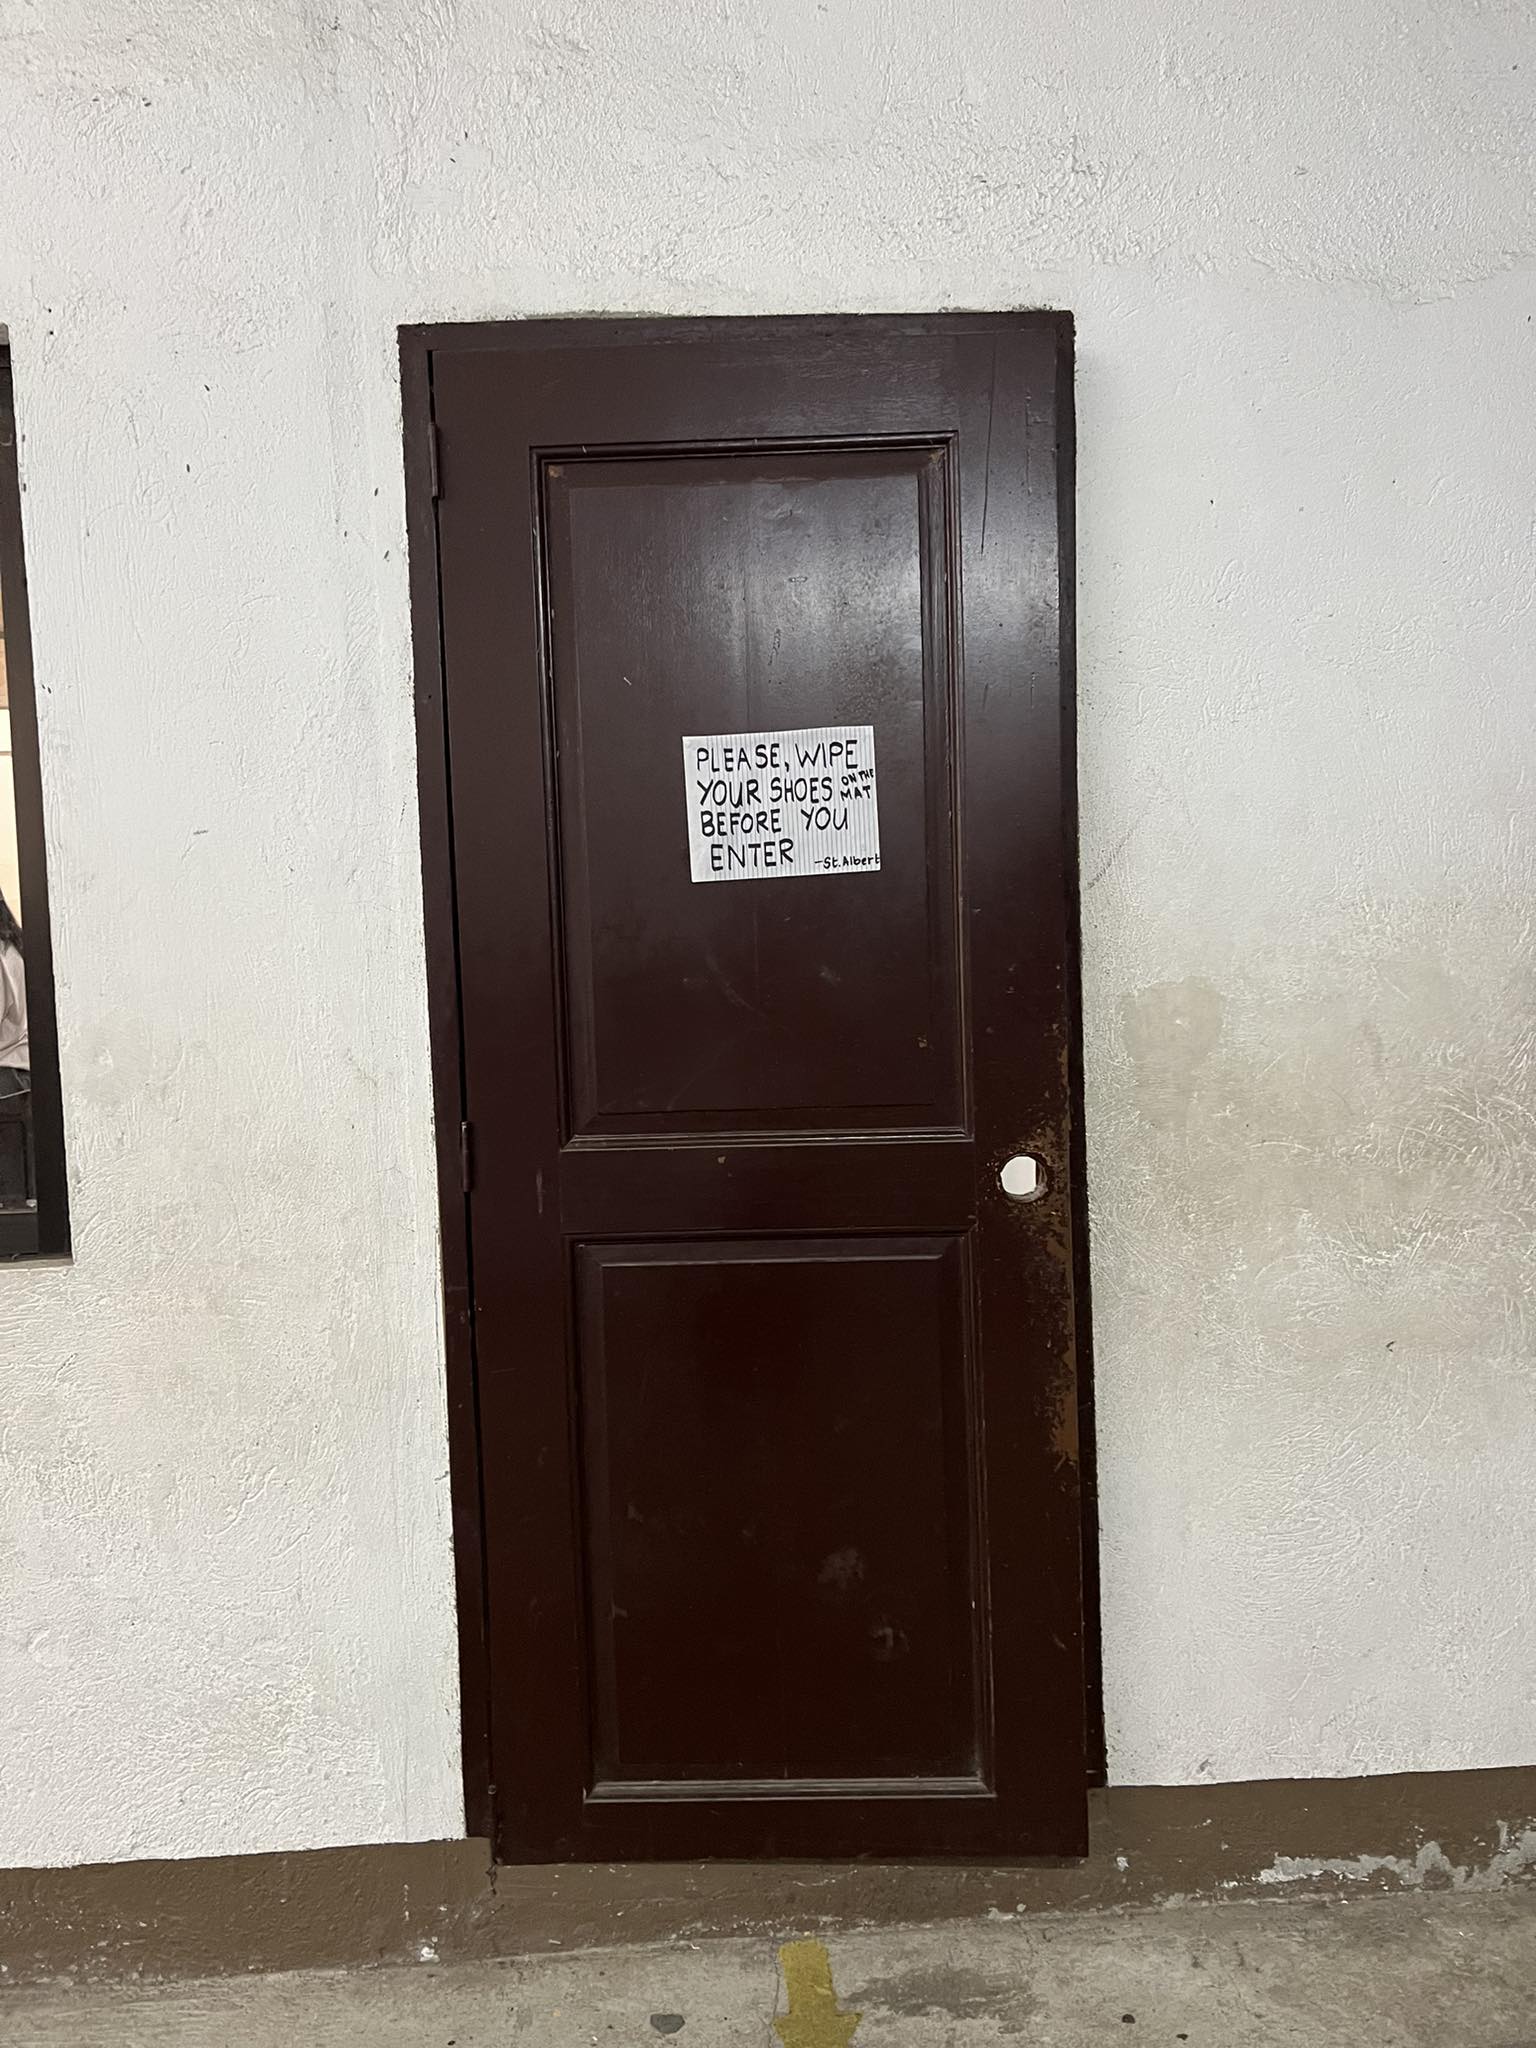 PLEASE, WIPE
YOUR SHOES ON THE MAT
BEFORE YOU
ENTER
-St. Albert